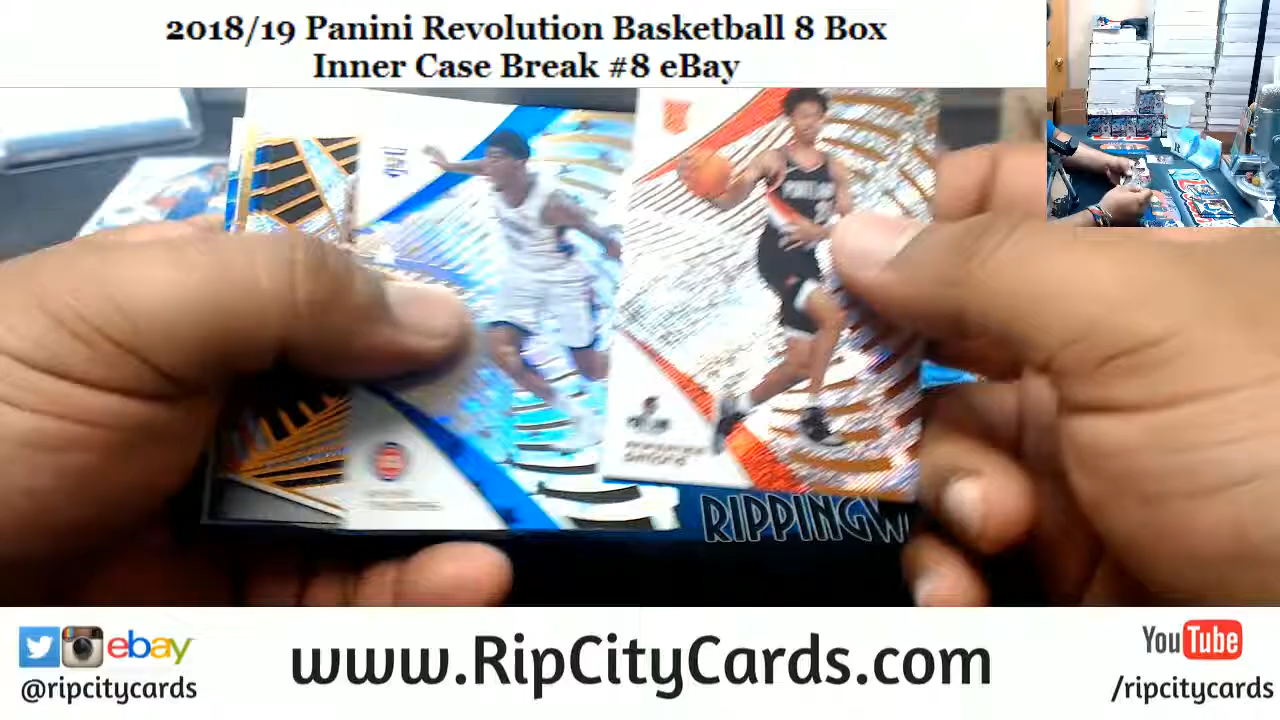 2018/19 Panini Revolution Basketball 8 Box
Inner Case Break #8 eBay
RIPPINGW
ebay
@ripcitycards
www.RipCityCards.com
YouTube
/ripcitycards